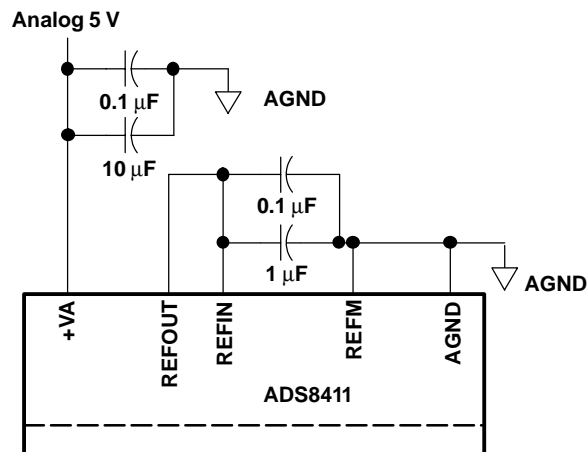 Analog 5 V
0.1 μF
AGND
10 μF
0.1 μF
1 μF
AGND
+VA
REFOUT
REFIN
REFM
AGND
ADS8411